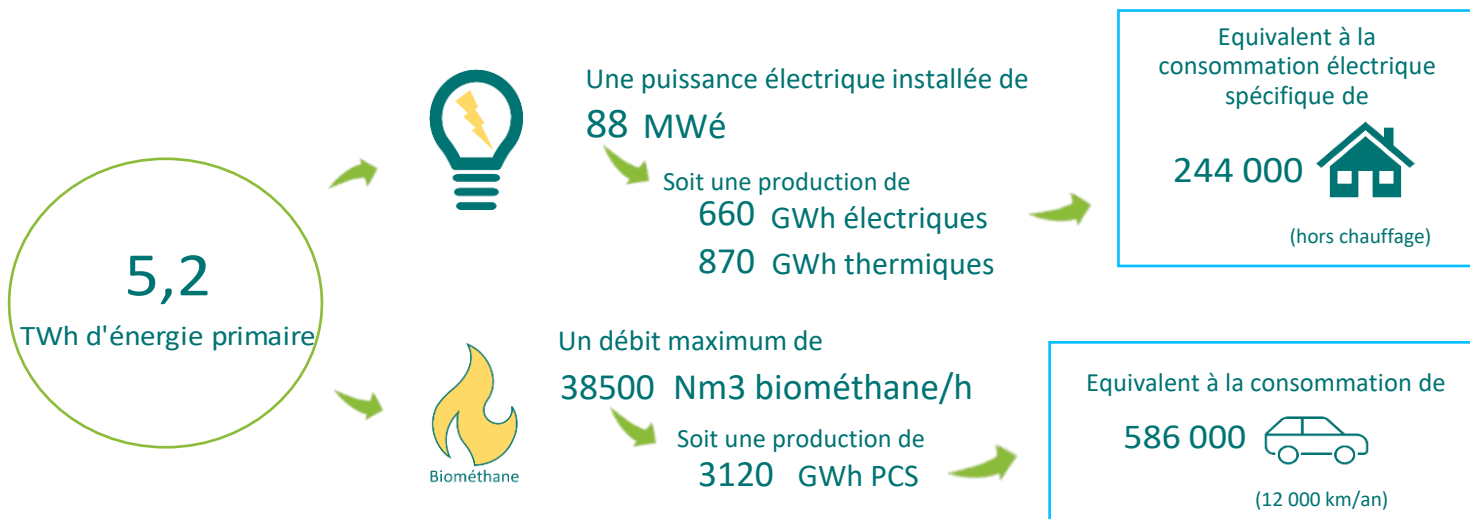 5,2
TWh d'énergie primaire
Une puissance électrique installée de
88 MWé
Soit une production de
660 GWh électriques
870 GWh thermiques
Equivalent à la
consommation électrique
spécifique de
244 000
(hors chauffage)
Biométhane
Un débit maximum de
38500 Nm3 biométhane/h
Soit une production de
3120 GWh PCS
Equivalent à la consommation de
586 000
(12 000 km/an)